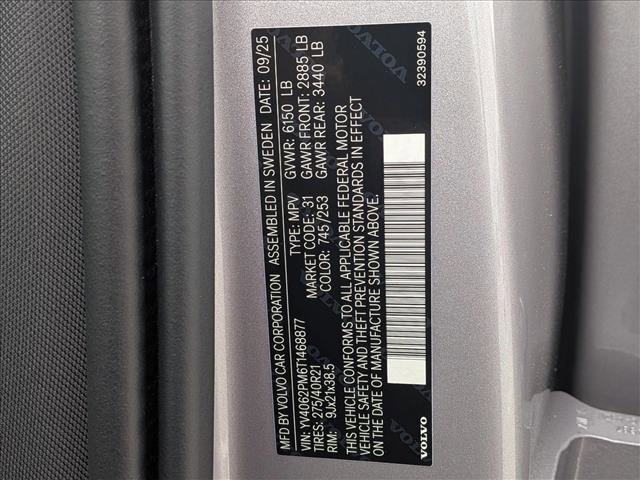 MFD BY VOLVO CAR CORPORATION ASSEMBLED IN SWEDEN DATE: 09/25
VIN: YV4062PM6T1468877 TYPE: MPV GVWR: 6150 LB
TIRES: 275/40R21 MARKET CODE: 31 GAWR FRONT: 2885 LB
RIM: 9Jx21x38.5 COLOR: 745/253 GAWR REAR: 3440 LB
THIS VEHICLE CONFORMS TO ALL APPLICABLE FEDERAL MOTOR
VEHICLE SAFETY AND THEFT PREVENTION STANDARDS IN EFFECT
ON THE DATE OF MANUFACTURE SHOWN ABOVE.
VOLVO
32390594